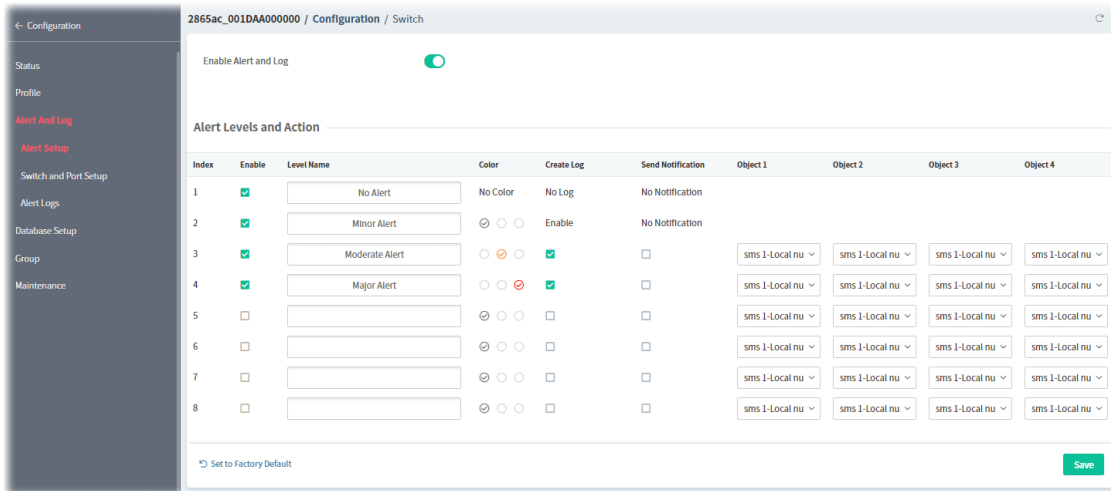 ← Configuration
2865ac_001DAA000000 / Configuration / Switch
Status
Profile
Alert And Log
Alert Setup
Switch and Port Setup
Alert Logs
Database Setup
Group
Maintenance
Enable Alert and Log
Alert Levels and Action
Index Enable Level Name Color Create Log Send Notification Object 1 Object 2 Object 3 Object 4
1 No Alert No Color No Log No Notification
2 Minor Alert Enable No Notification
3 Moderate Alert sms 1-Local nu sms 1-Local nu sms 1-Local nu sms 1-Local nu
4 Major Alert sms 1-Local nu sms 1-Local nu sms 1-Local nu sms 1-Local nu
5 sms 1-Local nu sms 1-Local nu sms 1-Local nu sms 1-Local nu
6 sms 1-Local nu sms 1-Local nu sms 1-Local nu sms 1-Local nu
7 sms 1-Local nu sms 1-Local nu sms 1-Local nu sms 1-Local nu
8 sms 1-Local nu sms 1-Local nu sms 1-Local nu sms 1-Local nu
Set to Factory Default
Save